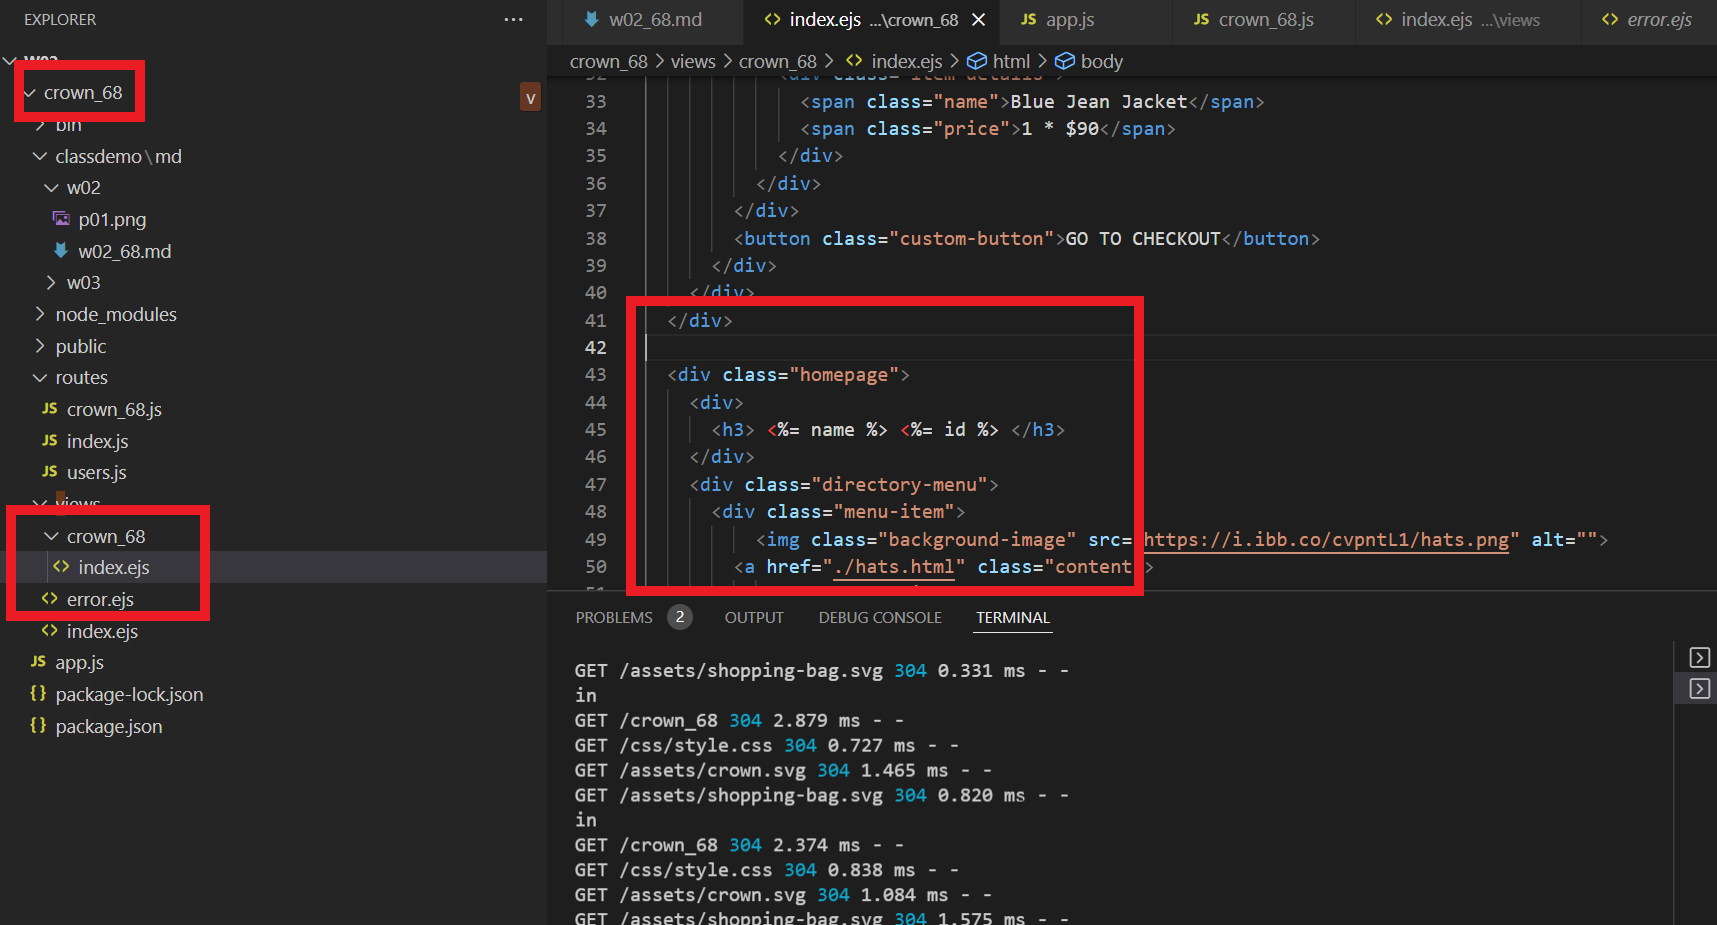 EXPLORER
...
w02
crown_68
bin
classdemo\md
w02
p01.png
w02_68.md
w03
node_modules
public
routes
JS crown_68.js
JS index.js
JS users.js
views
crown_68
<> index.ejs
<> error.ejs
<> index.ejs
JS app.js
{} package-lock.json
{} package.json
v
w02_68.md
<> index.ejs ...\crown_68
JS app.js
JS crown_68.js
<> index.ejs ...\views
<> error.ejs
crown_68 > views > crown_68 > <> index.ejs > html > body
32 <div class="item-details">
33 <span class="name">Blue Jean Jacket</span>
34 <span class="price">1 * $90</span>
35 </div>
36 </div>
37 </div>
38 <button class="custom-button">GO TO CHECKOUT</button>
39 </div>
40 </div>
41 </div>
42
43 <div class="homepage">
44 <div>
45 <h3> <%= name %> <%= id %> </h3>
46 </div>
47 <div class="directory-menu">
48 <div class="menu-item">
49 <img class="background-image" src=https://i.ibb.co/cvpntL1/hats.png" alt="">
50 <a href="./hats.html" class="content>
51
PROBLEMS 2 OUTPUT DEBUG CONSOLE TERMINAL
GET /assets/shopping-bag.svg 304 0.331 ms - -
in
GET /crown_68 304 2.879 ms - -
GET /css/style.css 304 0.727 ms - -
GET /assets/crown.svg 304 1.465 ms - -
GET /assets/shopping-bag.svg 304 0.820 ms - -
in
GET /crown_68 304 2.374 ms - -
GET /css/style.css 304 0.838 ms - -
GET /assets/crown.svg 304 1.084 ms - -
GET /assets/shopping-bag.svg 304 1.575 ms - -